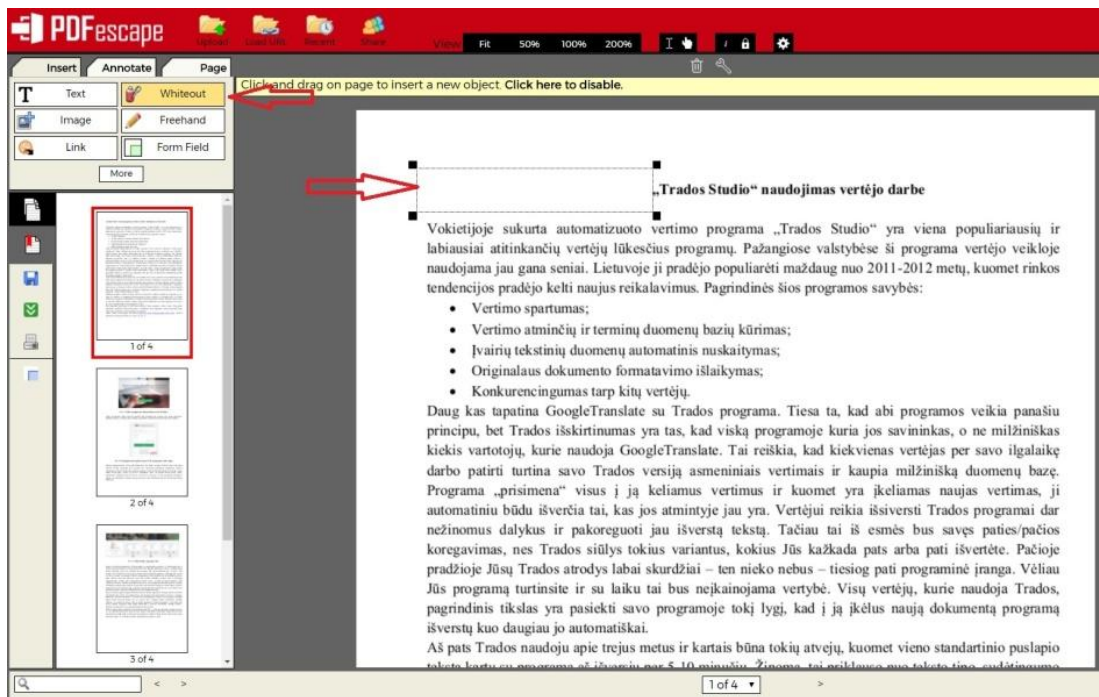 PDFescape
Upload Load URL Recent Share
View Fit 50% 100% 200%
Insert Annotate Page
Click and drag on page to insert a new object. Click here to disable.
Text Whiteout
Image Freehand
Link Form Field
More
1 of 4
2 of 4
3 of 4
„Trados Studio“ naudojimas vertėjo darbe
Vokietijoje sukurta automatizuoto vertimo programa „Trados Studio“ yra viena populiariausių ir
labiausiai atitinkančių vertėjų lūkesčius programų. Pažangiose valstybėse ši programa vertėjo veikloje
naudojama jau gana seniai. Lietuvoje ji pradėjo populiarėti maždaug nuo 2011-2012 metų, kuomet rinkos
tendencijos pradėjo kelti naujus reikalavimus. Pagrindinės šios programos savybės:
• Vertimo spartumas;
• Vertimo atminčių ir terminų duomenų bazių kūrimas;
• Įvairių tekstinių duomenų automatinis nuskaitymas;
• Originalaus dokumento formatavimo išlaikymas;
• Konkurencingumas tarp kitų vertėjų.
Daug kas tapatina GoogleTranslate su Trados programa. Tiesa ta, kad abi programos veikia panašiu
principu, bet Trados išskirtinumas yra tas, kad viską programoje kuria jos savininkas, o ne milžiniškas
kiekis vartotojų, kurie naudoja GoogleTranslate. Tai reiškia, kad kiekvienas vertėjas per savo ilgalaikę
darbo patirti turtina savo Trados versiją asmeniniais vertimais ir kaupia milžinišką duomenų bazę.
Programa „prisimena“ visus į ją keliamus vertimus ir kuomet yra įkeliamas naujas vertimas, ji
automatiniu būdu išverčia tai, kas jos atmintyje jau yra. Vertėjui reikia išsiversti Trados programai dar
nežinomus dalykus ir pakoreguoti jau išverstą tekstą. Tačiau tai iš esmės bus savęs paties/pačios
koregavimas, nes Trados siūlys tokius variantus, kokius Jūs kažkada pats arba pati išvertėte. Pačioje
pradžioje Jūsų Trados atrodys labai skurdžiai – ten nieko nebus – tiesiog pati programinė įranga. Vėliau
Jūs programą turtinsite ir su laiku tai bus neįkainojama vertybė. Visų vertėjų, kurie naudoja Trados,
pagrindinis tikslas yra pasiekti savo programoje tokį lygį, kad į ją įkėlus naują dokumentą programą
išverstų kuo daugiau jo automatiškai.
Aš pats Trados naudoju apie trejus metus ir kartais būna tokių atvejų, kuomet vieno standartinio puslapio
1 of 4